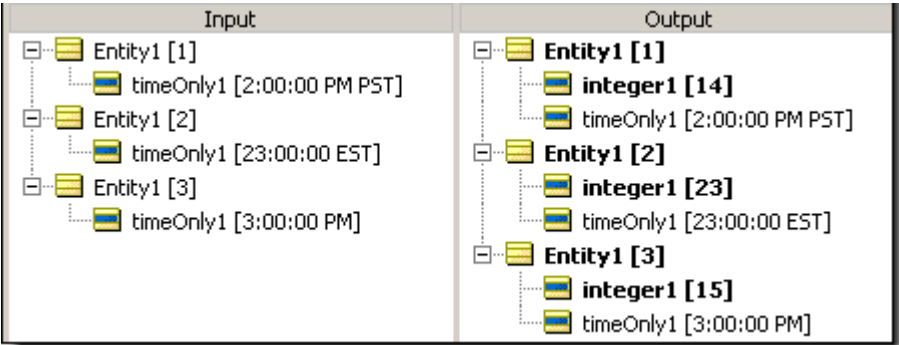 Input
Entity1 [1]
timeOnly1 [2:00:00 PM PST]
Entity1 [2]
timeOnly1 [23:00:00 EST]
Entity1 [3]
timeOnly1 [3:00:00 PM]
Output
Entity1 [1]
integer1 [14]
timeOnly1 [2:00:00 PM PST]
Entity1 [2]
integer1 [23]
timeOnly1 [23:00:00 EST]
Entity1 [3]
integer1 [15]
timeOnly1 [3:00:00 PM]